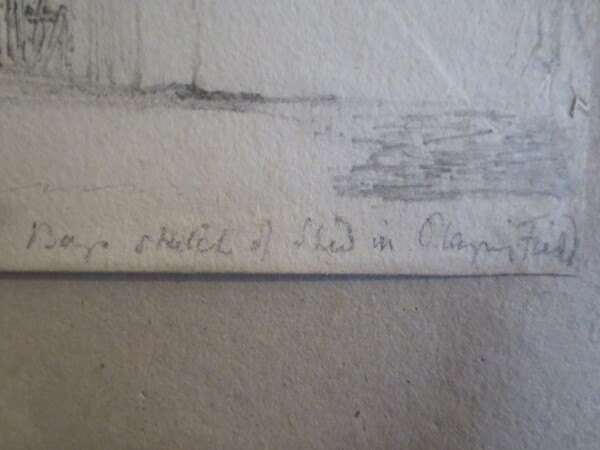 Boys sketch of Shed in Playing Field